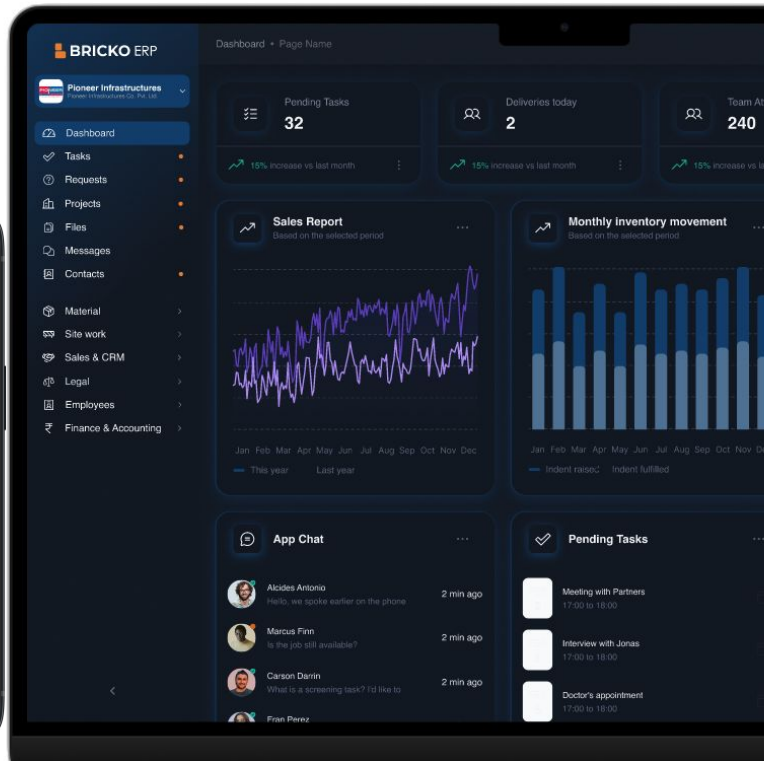 BRICKO ERP
Dashboard • Page Name
Pioneer Infrastructures
Pioneer Infrastructures Co. Pvt. Ltd.
Dashboard
Tasks
Requests
Projects
Files
Messages
Contacts
Material
Site work
Sales & CRM
Legal
Employees
₹ Finance & Accounting
Pending Tasks
32
15% increase vs last month
Deliveries today
2
15% increase vs last month
Team At
240
15% increase vs la
Sales Report
Based on the selected period
Jan Feb Mar Apr May Jun Jul Aug Sep Oct Nov Dec
This year Last year
Monthly inventory movement
Based on the selected period
Jan Feb Mar Apr May Jun Jul Aug Sep Oct Nov De
Indent raised Indent fulfilled
App Chat
Alcides Antonio
Hello, we spoke earlier on the phone
2 min ago
Marcus Finn
Is the job still available?
2 min ago
Carson Darrin
What is a screening task? I'd like to
2 min ago
Fran Perez
Pending Tasks
Meeting with Partners
17:00 to 18:00
Interview with Jonas
17:00 to 18:00
Doctor's appointment
17:00 to 18:00